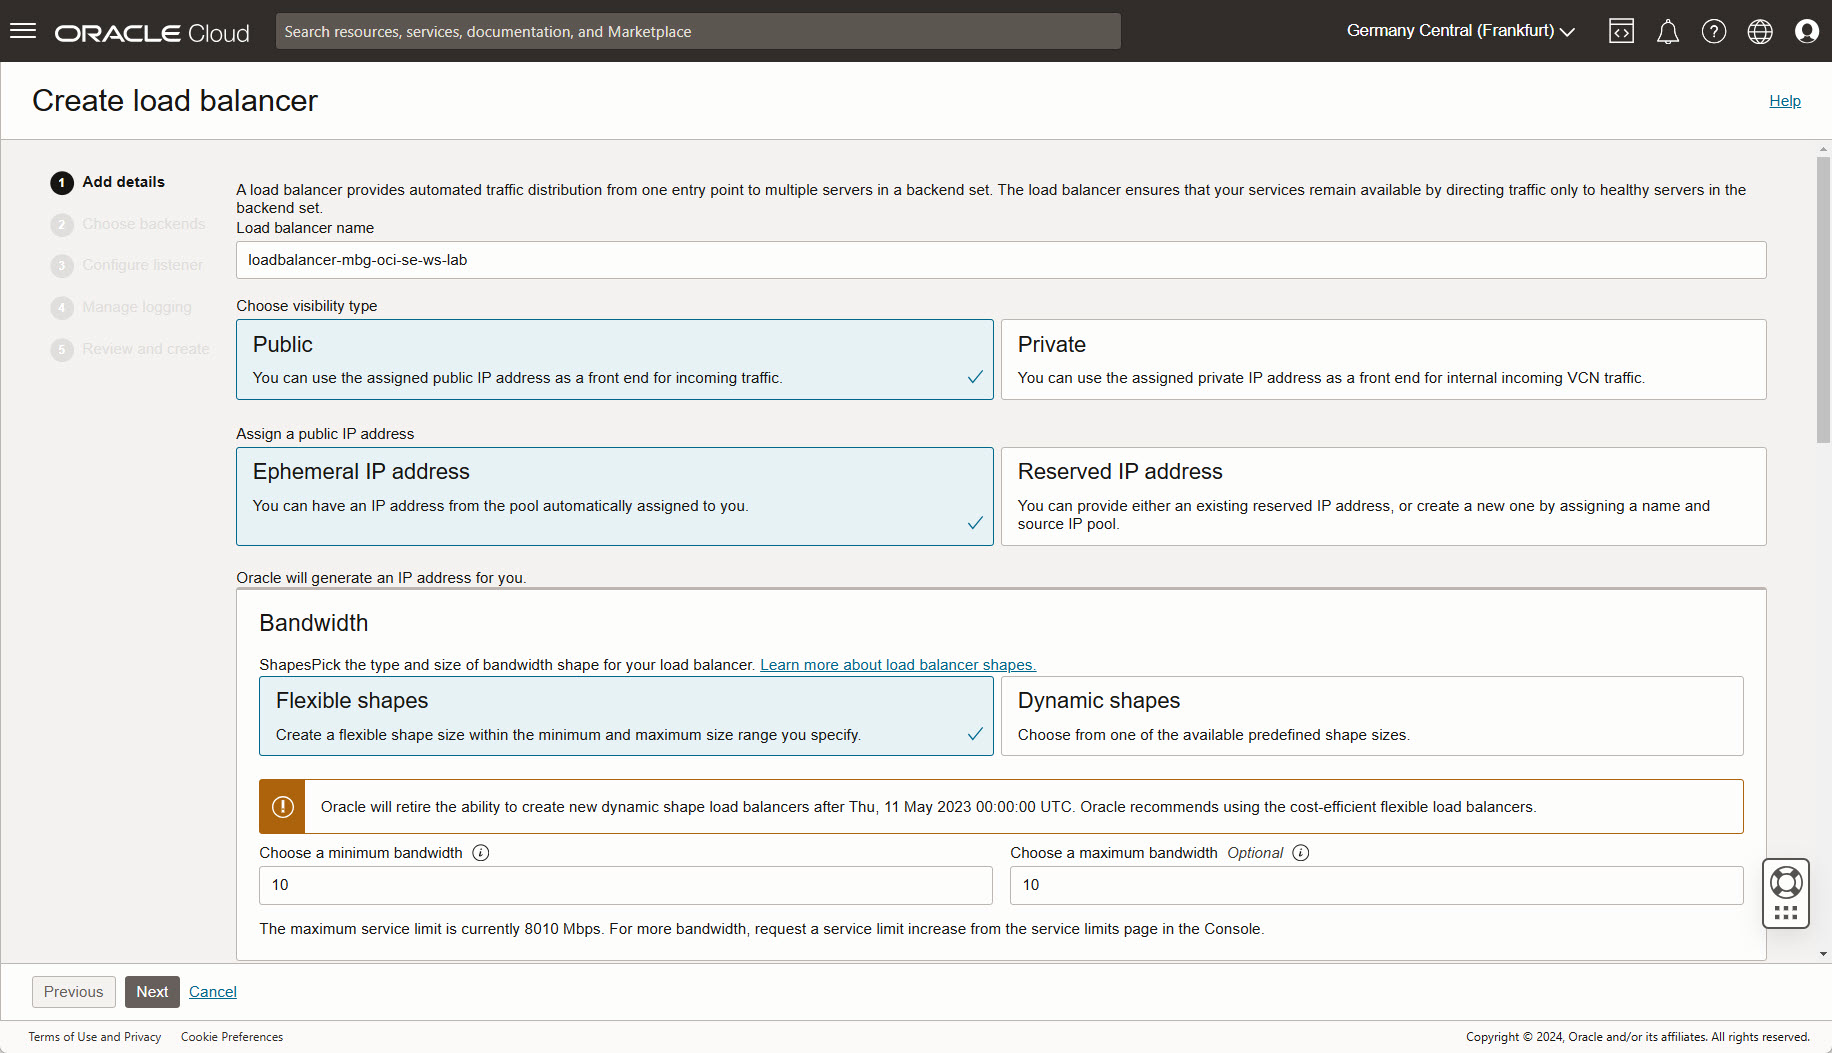 ORACLE Cloud
Search resources, services, documentation, and Marketplace
Germany Central (Frankfurt)
Create load balancer
Help
1 Add details
2 Choose backends
3 Configure listener
4 Manage logging
5 Review and create
A load balancer provides automated traffic distribution from one entry point to multiple servers in a backend set. The load balancer ensures that your services remain available by directing traffic only to healthy servers in the
backend set.
Load balancer name
loadbalancer-mbg-oci-se-ws-lab
Choose visibility type
Public
You can use the assigned public IP address as a front end for incoming traffic.
Private
You can use the assigned private IP address as a front end for internal incoming VCN traffic.
Assign a public IP address
Ephemeral IP address
You can have an IP address from the pool automatically assigned to you.
Reserved IP address
You can provide either an existing reserved IP address, or create a new one by assigning a name and
source IP pool.
Oracle will generate an IP address for you.
Bandwidth
ShapesPick the type and size of bandwidth shape for your load balancer. Learn more about load balancer shapes.
Flexible shapes
Create a flexible shape size within the minimum and maximum size range you specify.
Dynamic shapes
Choose from one of the available predefined shape sizes.
Oracle will retire the ability to create new dynamic shape load balancers after Thu, 11 May 2023 00:00:00 UTC. Oracle recommends using the cost-efficient flexible load balancers.
Choose a minimum bandwidth
10
Choose a maximum bandwidth Optional
10
The maximum service limit is currently 8010 Mbps. For more bandwidth, request a service limit increase from the service limits page in the Console.
Previous
Next
Cancel
Terms of Use and Privacy
Cookie Preferences
Copyright © 2024, Oracle and/or its affiliates. All rights reserved.